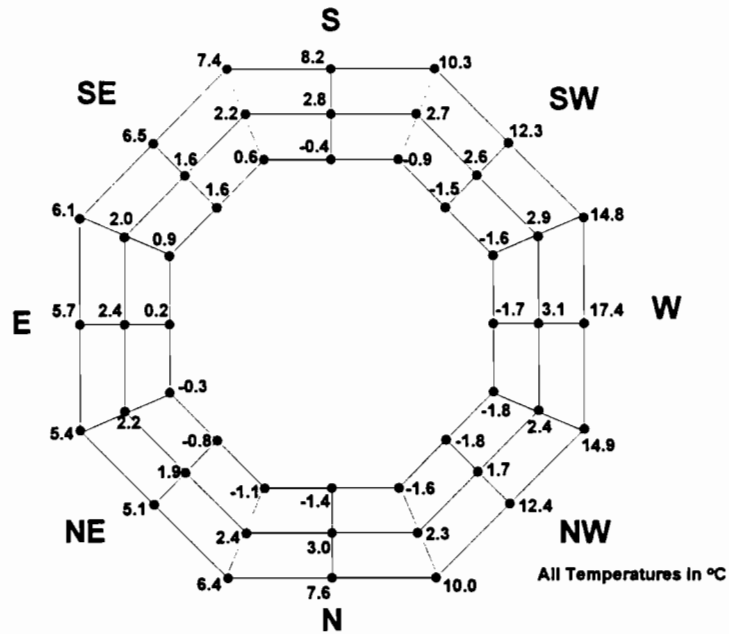 S
7.4 8.2 10.3
SE SW
2.2 2.8 2.7
6.5 12.3
0.6 -0.4 -0.9
1.6 2.6
1.6 -1.5
6.1 2.0 0.9 -1.6 2.9 14.8
E 5.7 2.4 0.2 -1.7 3.1 17.4 W
-0.3 -1.8
5.4 2.2 2.4 14.9
-0.8 -1.8
1.9 1.7
5.1 -1.1 -1.4 -1.6 12.4
NE NW
2.4 3.0 2.3
All Temperatures in ºC
6.4 7.6 10.0
N